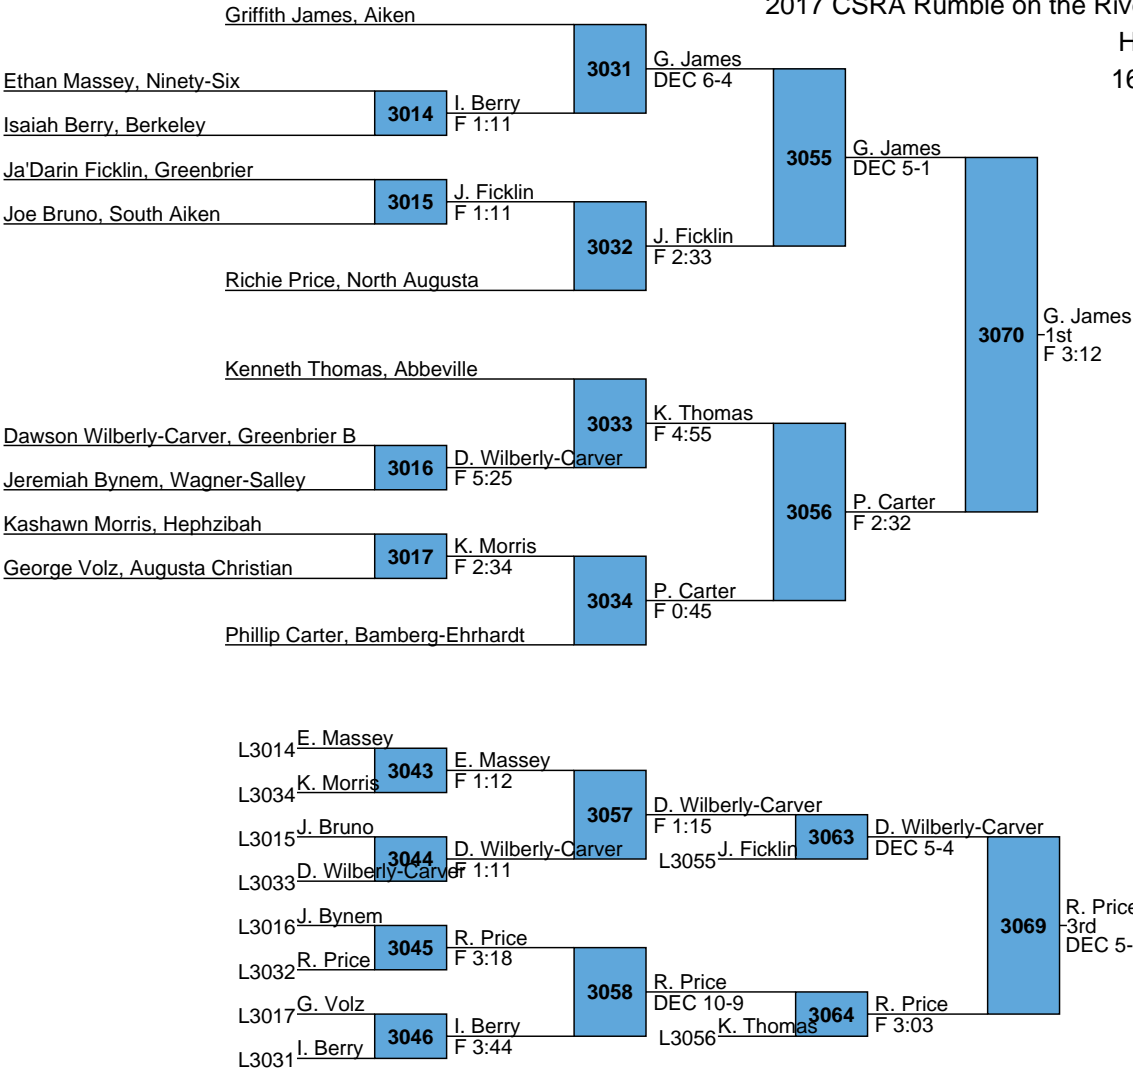 2017 CSRA Rumble on the Rive
H
16
Griffith James, Aiken
3031
G. James
DEC 6-4
Ethan Massey, Ninety-Six
3014
I. Berry
F 1:11
Isaiah Berry, Berkeley
3055
G. James
DEC 5-1
Ja'Darin Ficklin, Greenbrier
3015
J. Ficklin
F 1:11
Joe Bruno, South Aiken
3032
J. Ficklin
F 2:33
Richie Price, North Augusta
3070
G. James
1st
F 3:12
Kenneth Thomas, Abbeville
3033
K. Thomas
F 4:55
Dawson Wilberly-Carver, Greenbrier B
3016
D. Wilberly-Carver
F 5:25
Jeremiah Bynem, Wagner-Salley
3056
P. Carter
F 2:32
Kashawn Morris, Hephzibah
3017
K. Morris
F 2:34
George Volz, Augusta Christian
3034
P. Carter
F 0:45
Phillip Carter, Bamberg-Ehrhardt
L3014 E. Massey
3043
E. Massey
F 1:12
L3034 K. Morris
3057
D. Wilberly-Carver
F 1:15
L3015 J. Bruno
3044
D. Wilberly-Carver
F 1:11
L3033 D. Wilberly-Carver
L3055 J. Ficklin
3063
D. Wilberly-Carver
DEC 5-4
L3016 J. Bynem
3045
R. Price
F 3:18
L3032 R. Price
3069
R. Price
3rd
DEC 5-
3058
R. Price
DEC 10-9
L3017 G. Volz
3046
I. Berry
F 3:44
L3031 I. Berry
L3056 K. Thomas
3064
R. Price
F 3:03